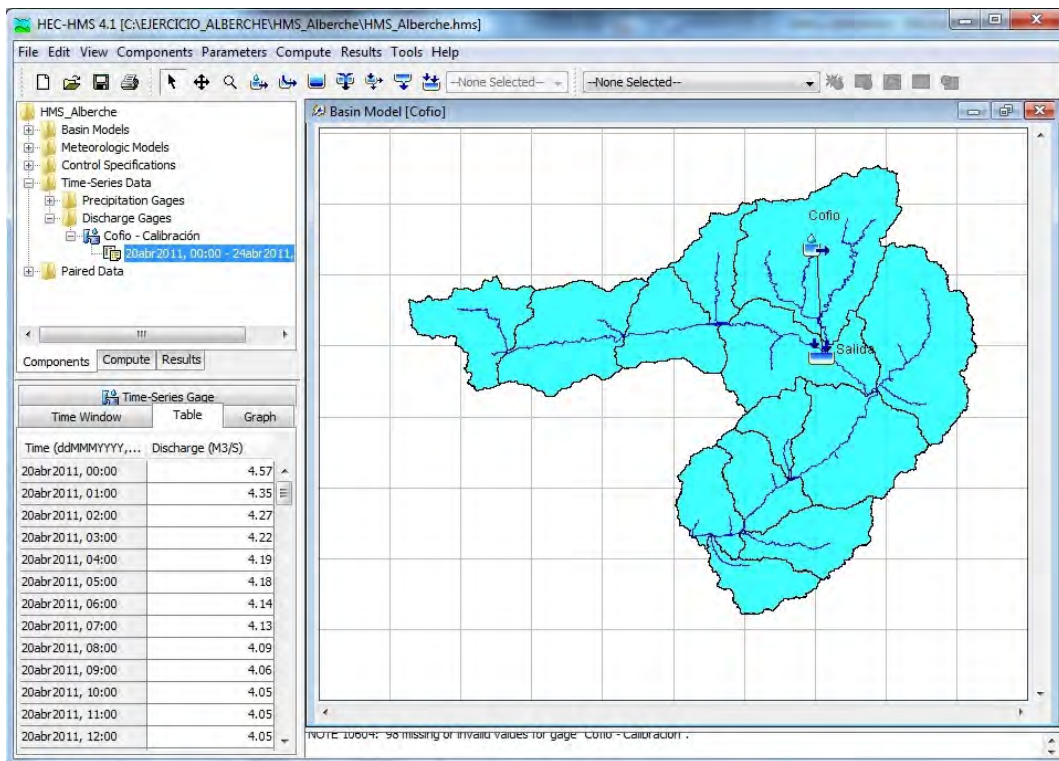 HEC-HMS 4.1 [C:\EJERCICIO_ALBERCHE\HMS_Alberche\HMS_Alberche.hms]
File Edit View Components Parameters Compute Results Tools Help
--None Selected--
--None Selected--
HMS_Alberche
Basin Models
Meteorologic Models
Control Specifications
Time-Series Data
Precipitation Gages
Discharge Gages
Cofio - Calibración
20abr2011, 00:00 - 24abr2011,
Paired Data
Components Compute Results
Basin Model [Cofio]
Cofio
Salida
Time-Series Gage
Time Window Table Graph
Time (ddMMMYYYY,... Discharge (M3/S)
20abr2011, 00:00 4.57
20abr2011, 01:00 4.35
20abr2011, 02:00 4.27
20abr2011, 03:00 4.22
20abr2011, 04:00 4.19
20abr2011, 05:00 4.18
20abr2011, 06:00 4.14
20abr2011, 07:00 4.13
20abr2011, 08:00 4.09
20abr2011, 09:00 4.06
20abr2011, 10:00 4.05
20abr2011, 11:00 4.05
20abr2011, 12:00 4.05
NOTE 10604: 98 missing or invalid values for gage "Cofio - Calibración".